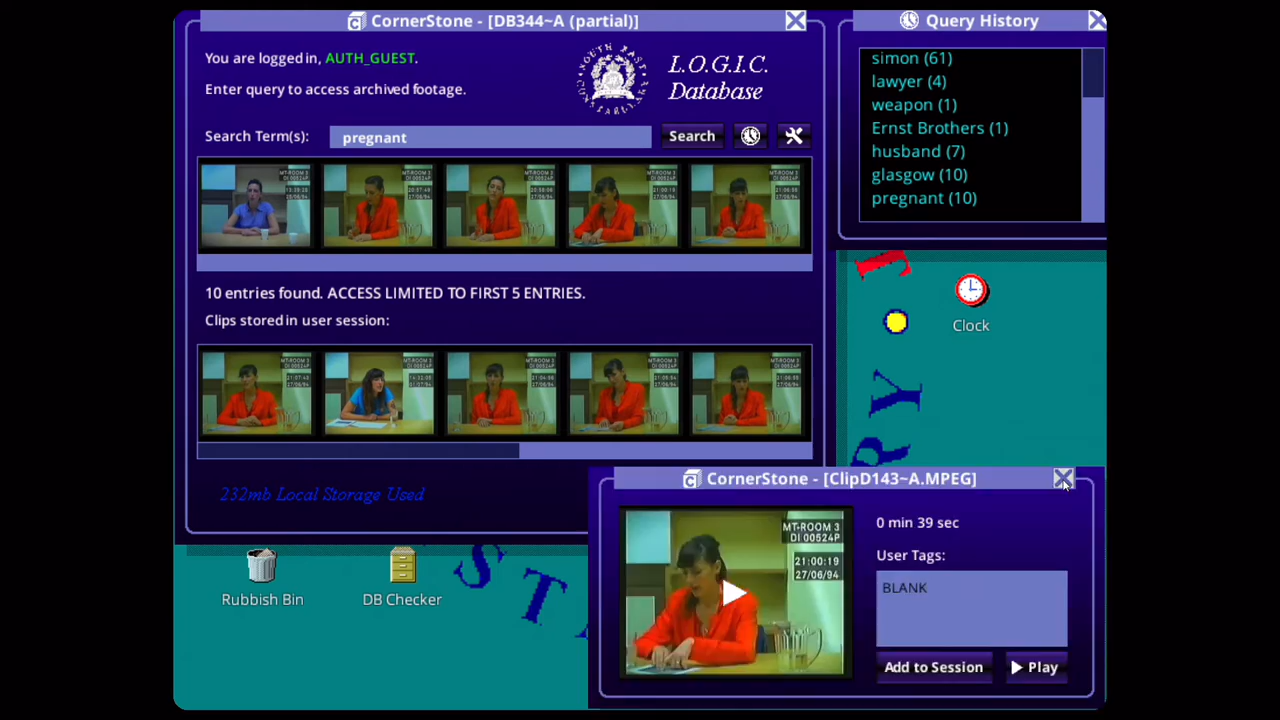 CornerStone - [DB344~A (partial)]
You are logged in, AUTH_GUEST.
Enter query to access archived footage.
L.O.G.I.C.
Database
Search Term(s):
pregnant
Search
10 entries found. ACCESS LIMITED TO FIRST 5 ENTRIES.
Clips stored in user session:
232mb Local Storage Used
Query History
simon (61)
lawyer (4)
weapon (1)
Ernst Brothers (1)
husband (7)
glasgow (10)
pregnant (10)
Clock
Rubbish Bin
DB Checker
CornerStone - [ClipD143~A.MPEG]
MT-ROOM 3
DI 00524P
21:00:19
27/06/94
0 min 39 sec
User Tags:
BLANK
Add to Session
Play